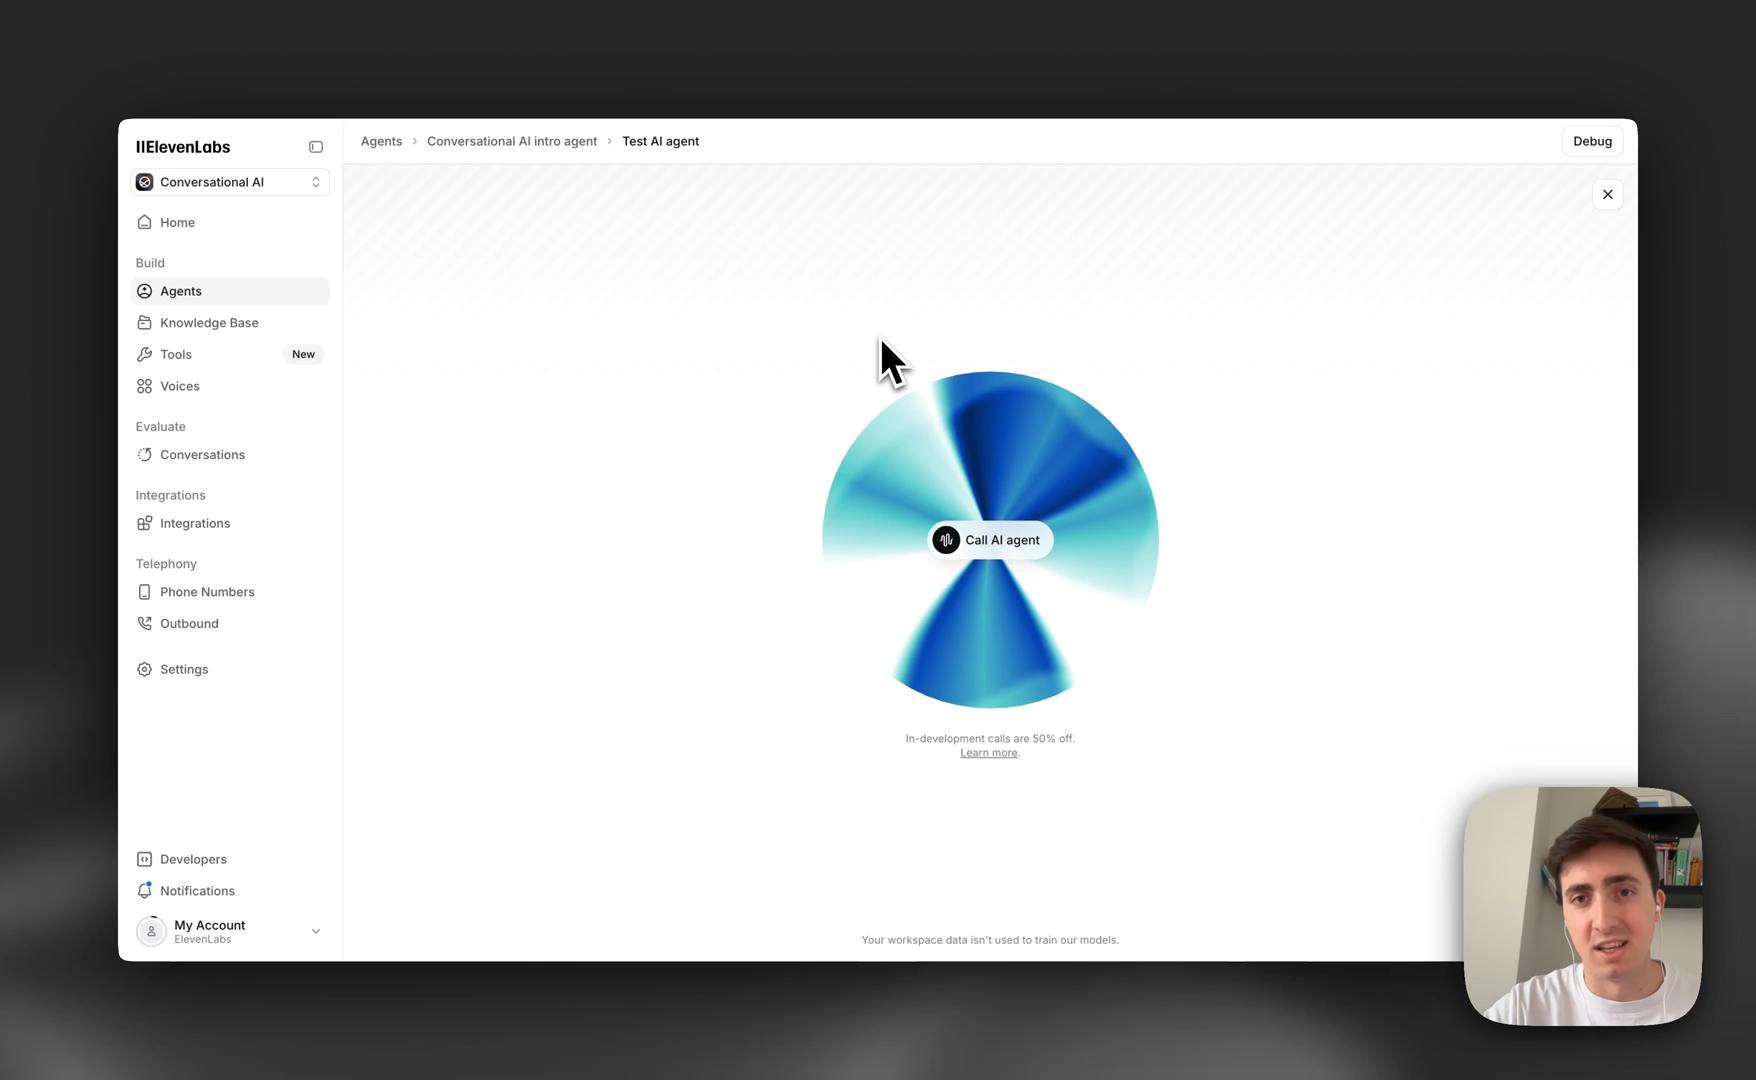 IIElevenLabs
Conversational AI
Home
Build
Agents
Knowledge Base
Tools
New
Voices
Evaluate
Conversations
Integrations
Integrations
Telephony
Phone Numbers
Outbound
Settings
Developers
Notifications
My Account
ElevenLabs
Agents › Conversational AI intro agent › Test AI agent
Debug
Call AI agent
In-development calls are 50% off.
Learn more.
Your workspace data isn't used to train our models.